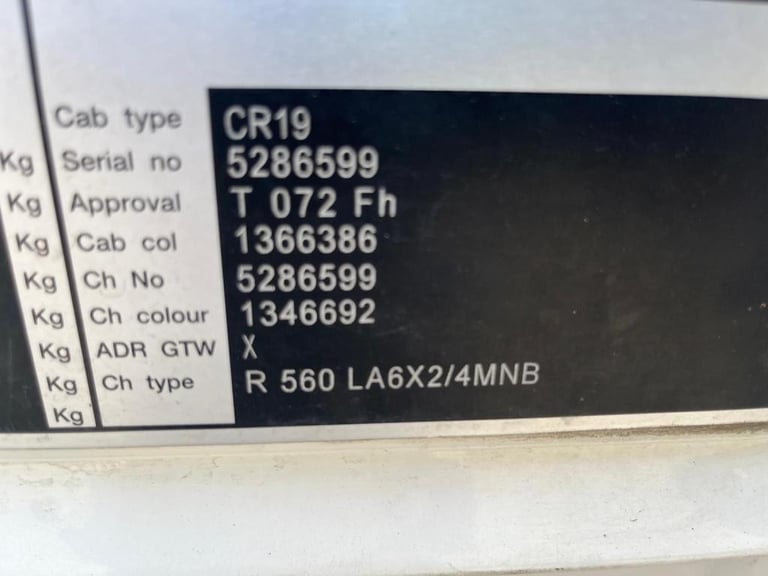 Cab type CR19
Kg Serial no 5286599
Kg Approval T 072 Fh
Kg Cab col 1366386
Kg Ch No 5286599
Kg Ch colour 1346692
Kg ADR GTW X
Kg Ch type R 560 LA6X2/4MNB
Kg